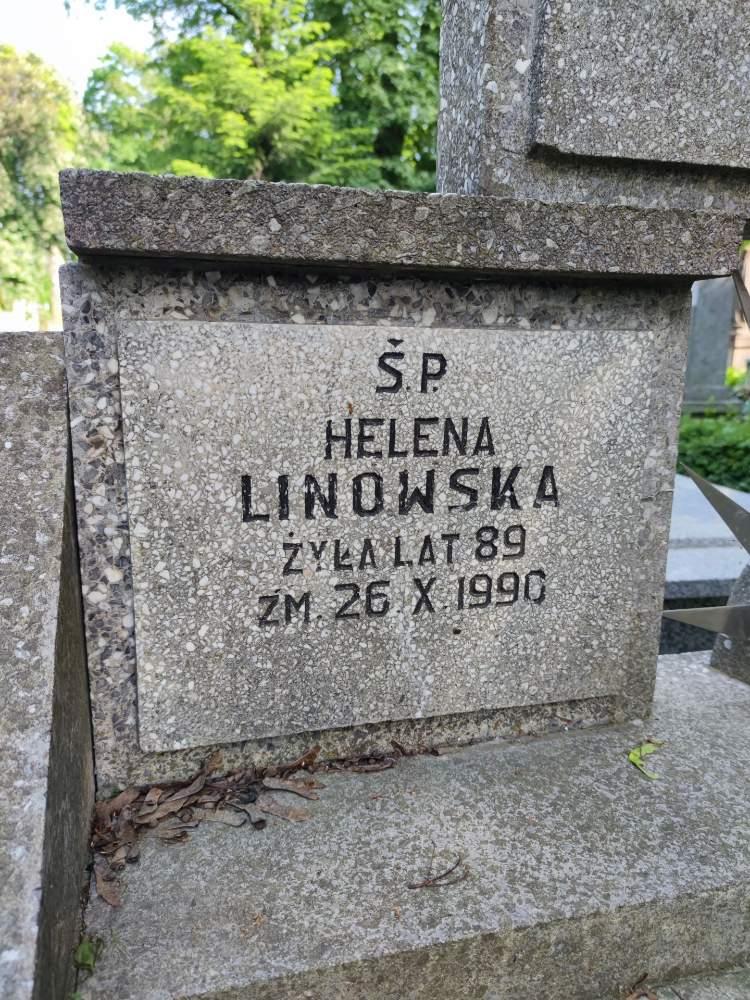 Š.P.
HELENA
LINOWSKA
ŻYŁA LAT 89
ZM. 26.X.1990